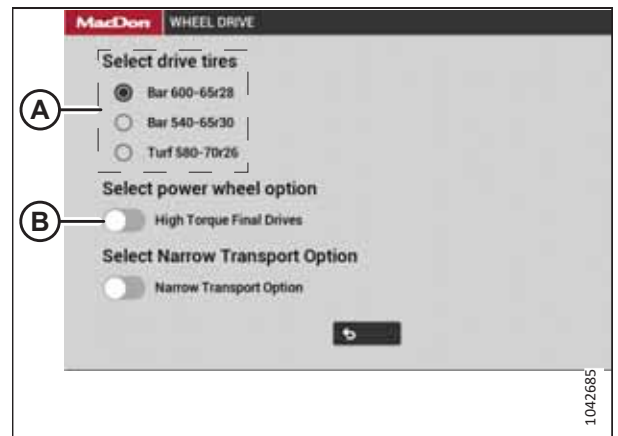 MacDon WHEEL DRIVE
Select drive tires
Bar 600-65r28
A
Bar 540-65r30
Turf 580-70r26
Select power wheel option
B
High Torque Final Drives
Select Narrow Transport Option
Narrow Transport Option
1042685